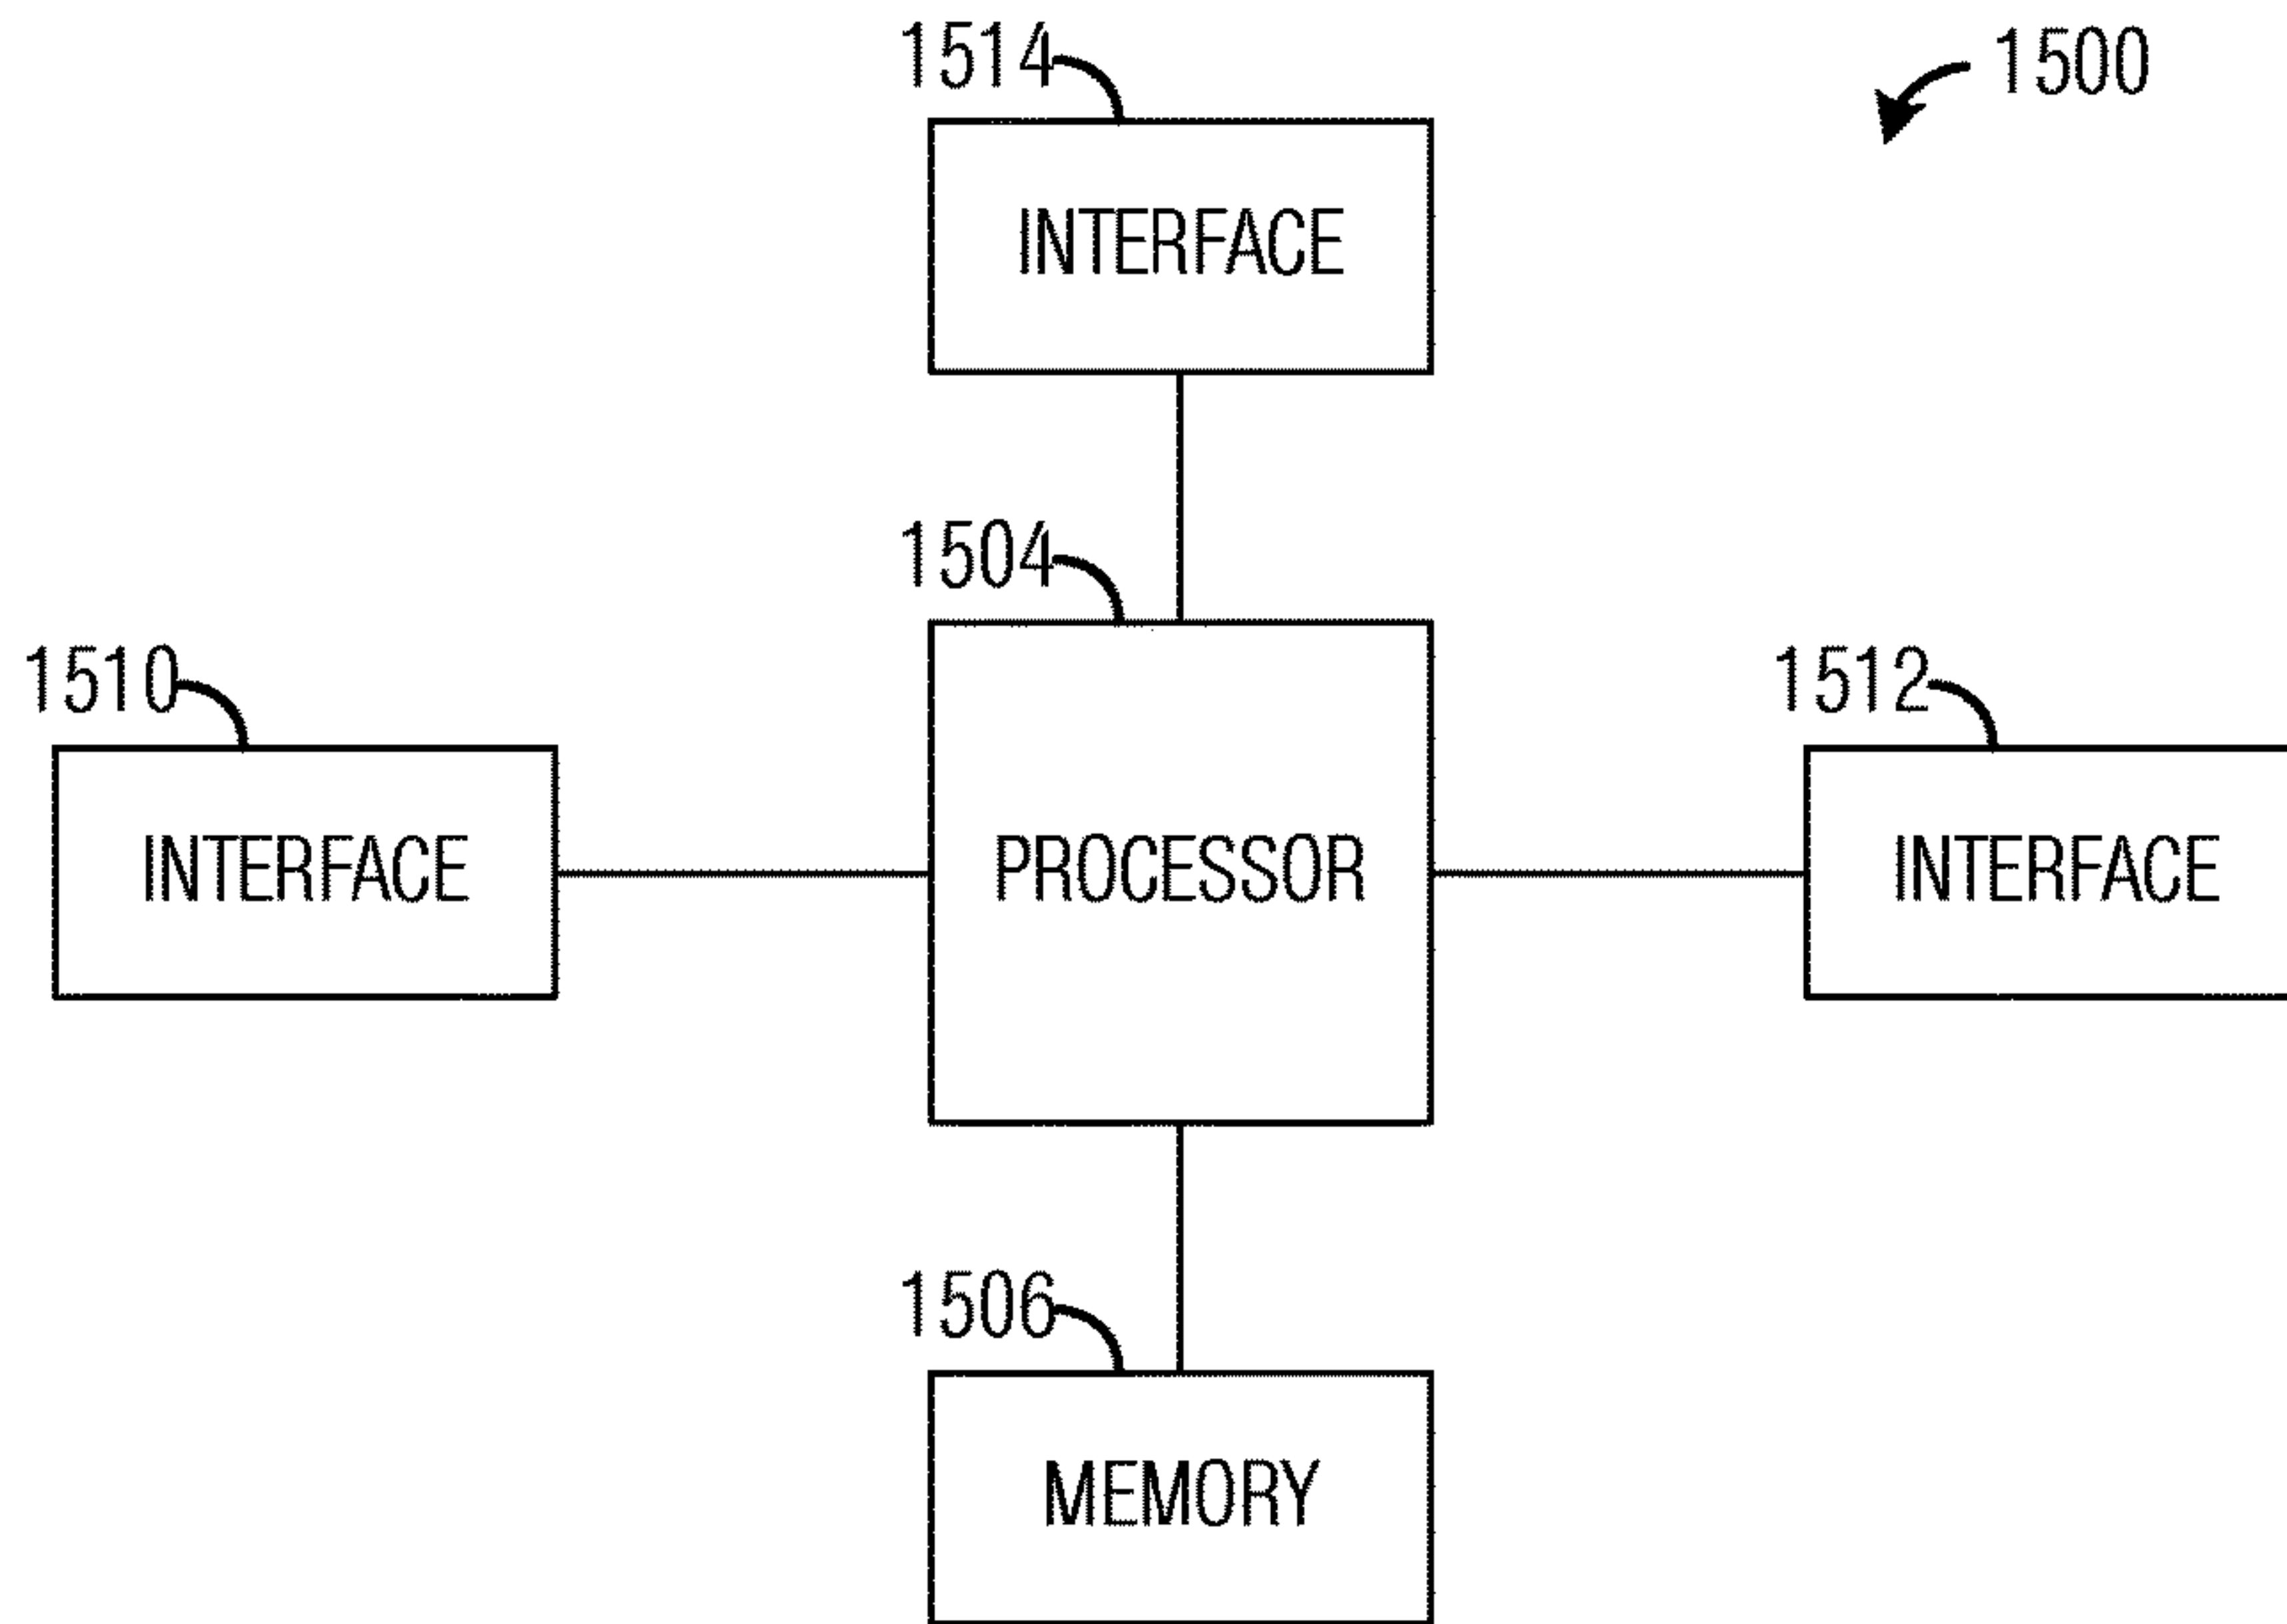 1514
1500
INTERFACE
1504
1510
1512
INTERFACE
PROCESSOR
INTERFACE
1506
MEMORY